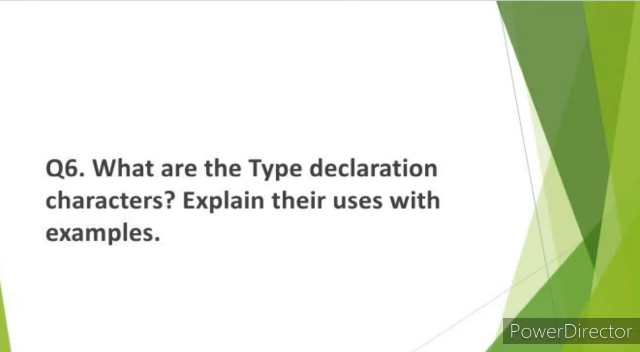 Q6. What are the Type declaration
characters? Explain their uses with
examples.
PowerDirector